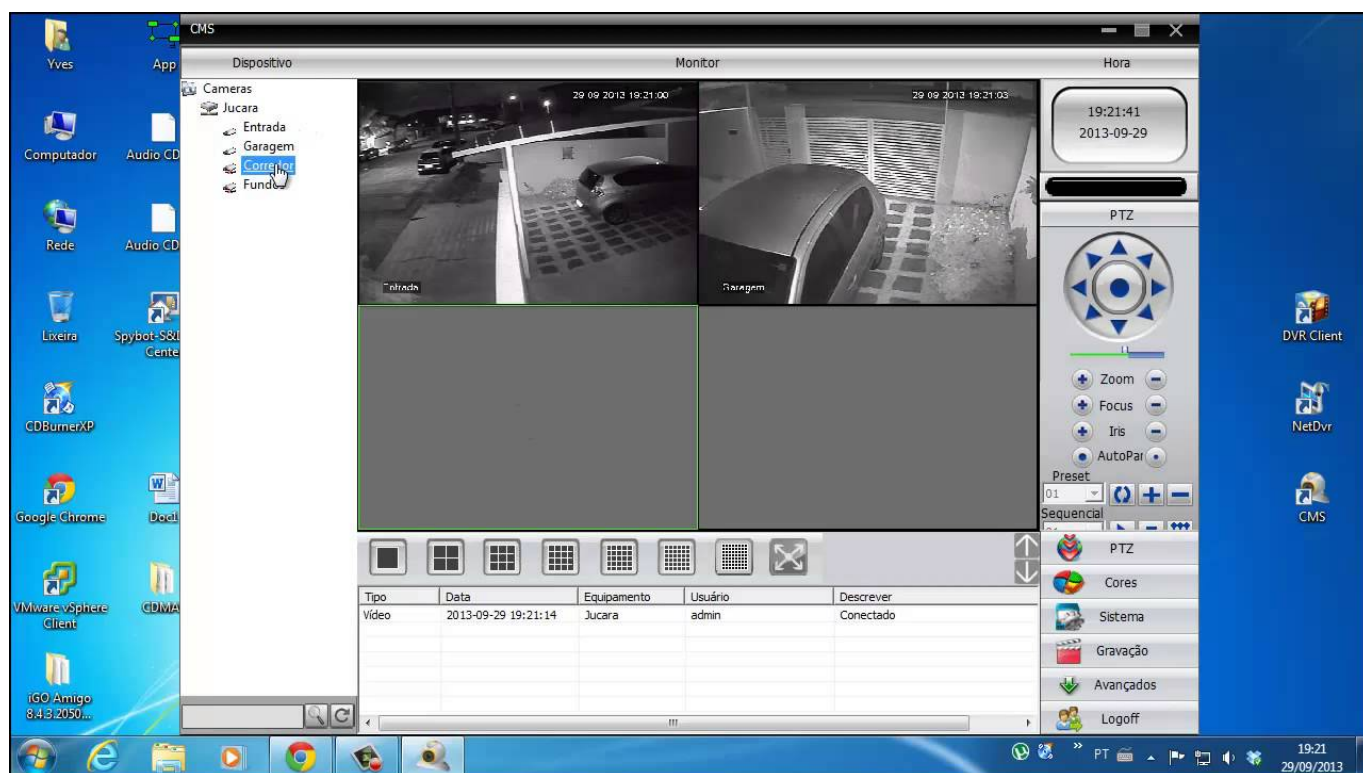 Yves
App
Computador
Audio CD
Rede
Audio CD
Lixeira
Spybot-S&D
Cente
CDBurnerXP
Google Chrome
VMware vSphere
Client
CDMA
iGO Amigo
8.4.3.2050...
CMS
Dispositivo
Monitor
Hora
Cameras
Jucara
Entrada
Garagem
Corredor
29 09 2013 19:21:00
Entrada
29 09 2013 19:21:03
Garagem
19:21:41
2013-09-29
PTZ
Zoom
Focus
Iris
AutoPar
Preset
01
Sequencial
PTZ
Cores
Sistema
Gravação
Avançados
Logoff
Tipo Data Equipamento Usuário Descrever
Vídeo 2013-09-29 19:21:14 Jucara admin Conectado
DVR Client
NetDvr
CMS
PT
19:21
29/09/2013